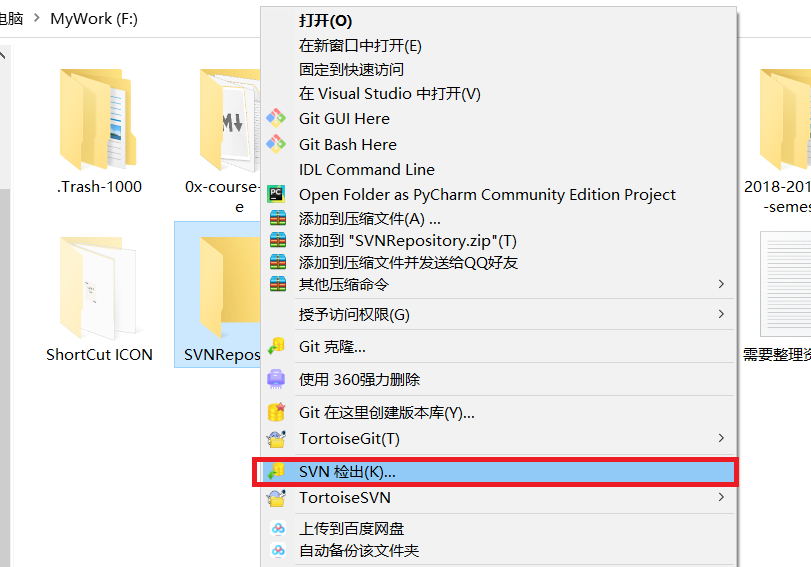 电脑 > MyWork (F:)
.Trash-1000
0x-course-
e
2018-201
-semes
ShortCut ICON
SVNRepos
需要整理资
打开(O)
在新窗口中打开(E)
固定到快速访问
在 Visual Studio 中打开(V)
Git GUI Here
Git Bash Here
IDL Command Line
Open Folder as PyCharm Community Edition Project
添加到压缩文件(A) ...
添加到 "SVNRepository.zip"(T)
添加到压缩文件并发送给QQ好友
其他压缩命令
授予访问权限(G)
Git 克隆...
使用 360强力删除
Git 在这里创建版本库(Y)...
TortoiseGit(T)
SVN 检出(K)...
TortoiseSVN
上传到百度网盘
自动备份该文件夹